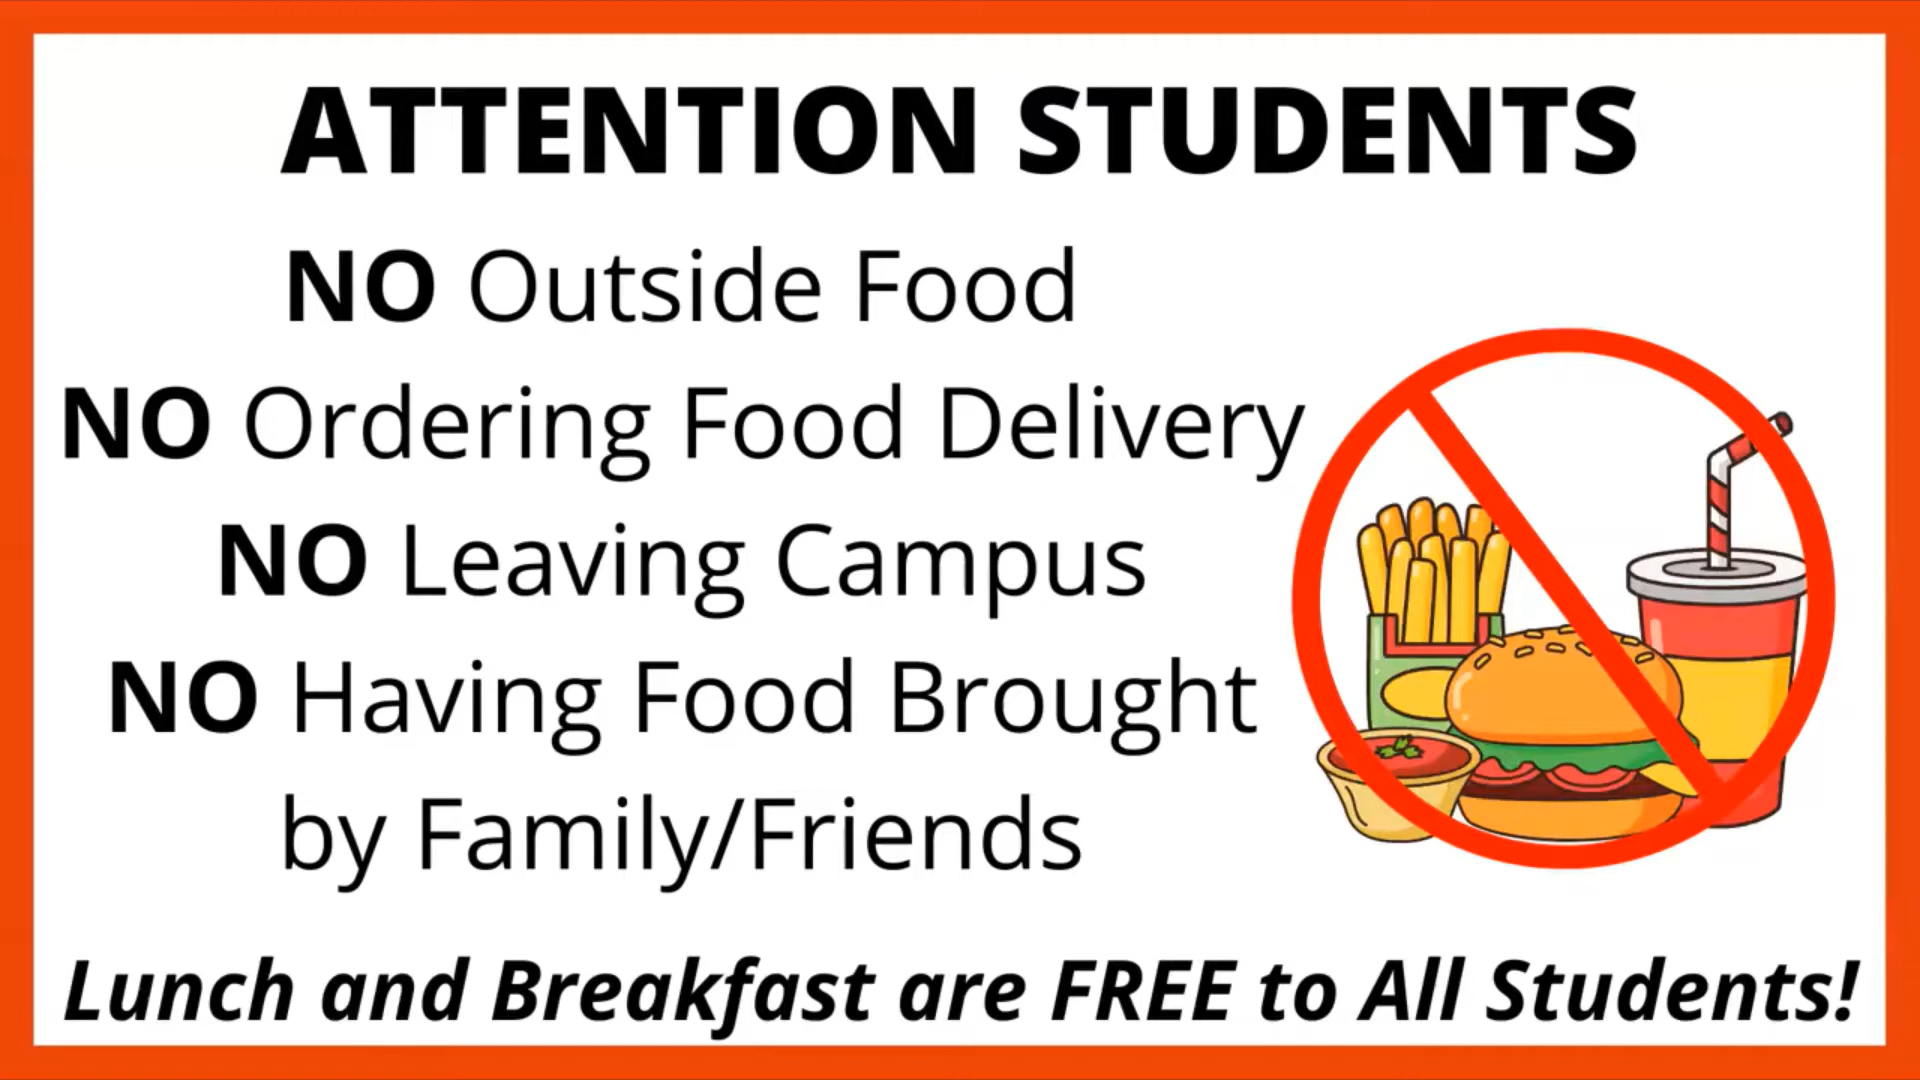 ATTENTION STUDENTS
NO Outside Food
NO Ordering Food Delivery
NO Leaving Campus
NO Having Food Brought
by Family/Friends
Lunch and Breakfast are FREE to All Students!